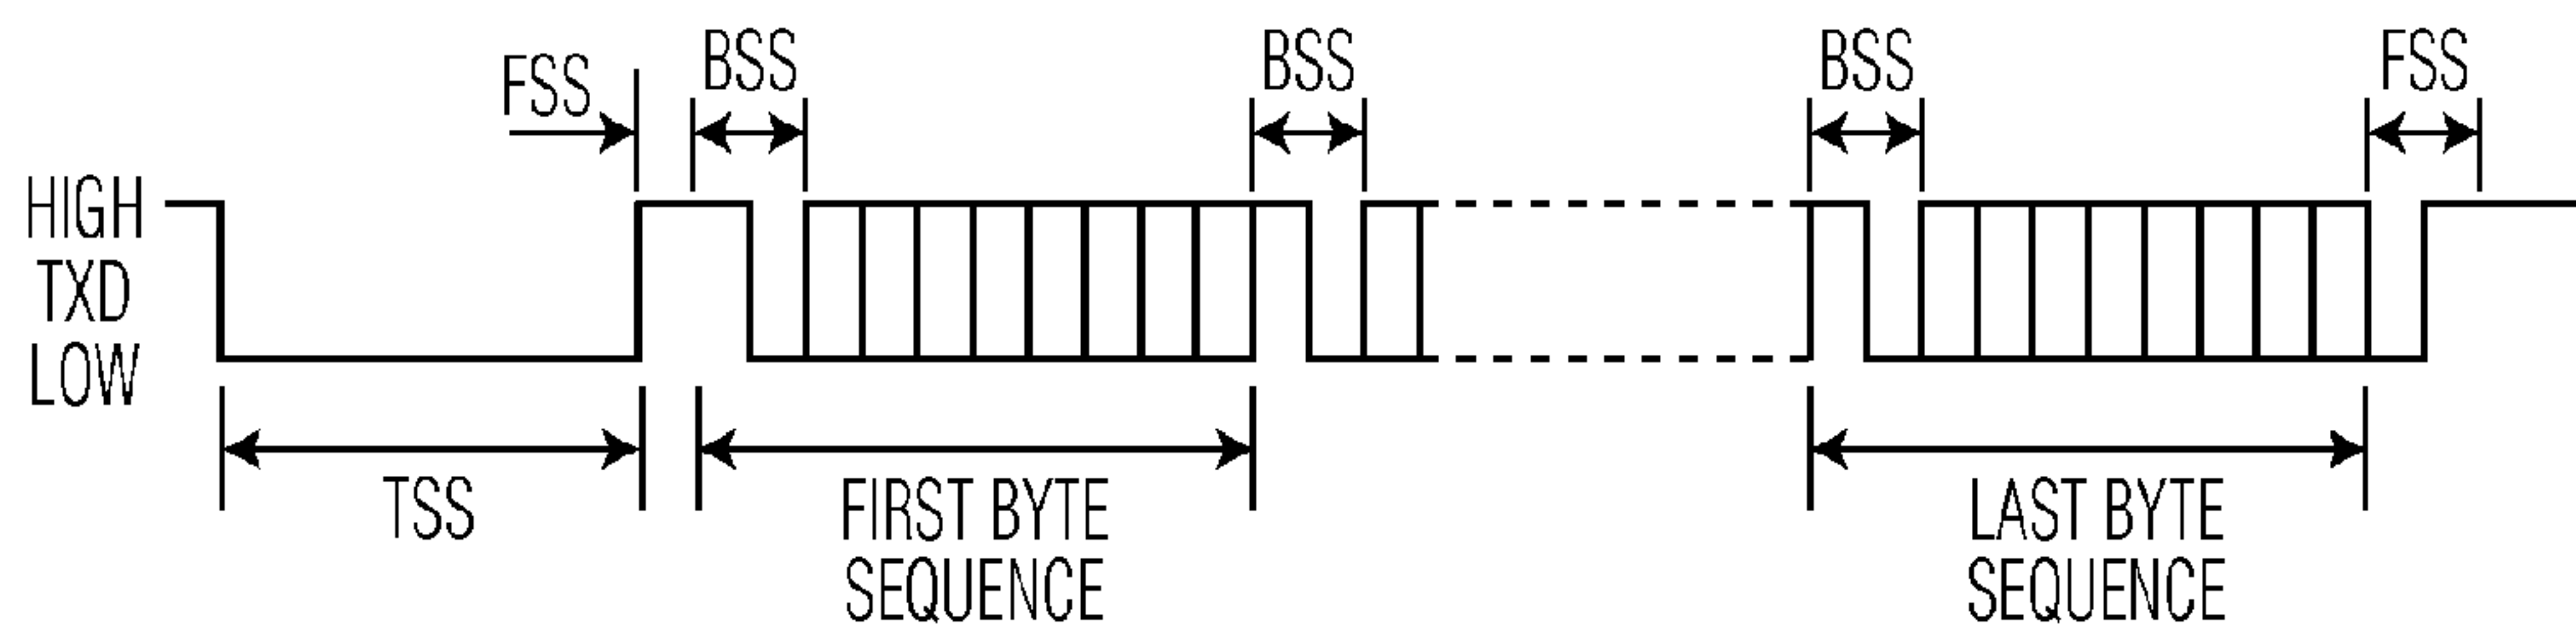 FSS
BSS
BSS
BSS
FSS
HIGH
TXD
LOW
TSS
FIRST BYTE
SEQUENCE
LAST BYTE
SEQUENCE